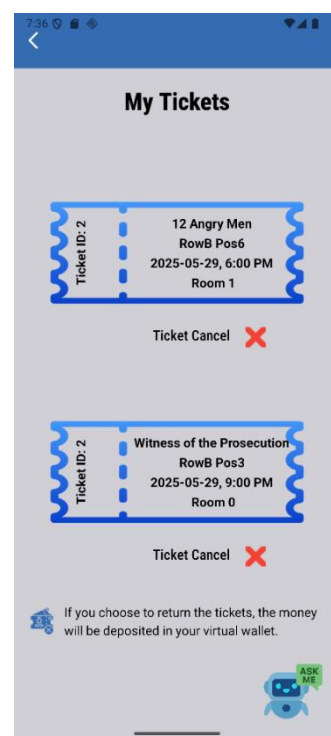 7:36
My Tickets
Ticket ID: 2
12 Angry Men
RowB Pos6
2025-05-29, 6:00 PM
Room 1
Ticket Cancel
Ticket ID: 2
Witness of the Prosecution
RowB Pos3
2025-05-29, 9:00 PM
Room 0
Ticket Cancel
If you choose to return the tickets, the money
will be deposited in your virtual wallet.
ASK
ME